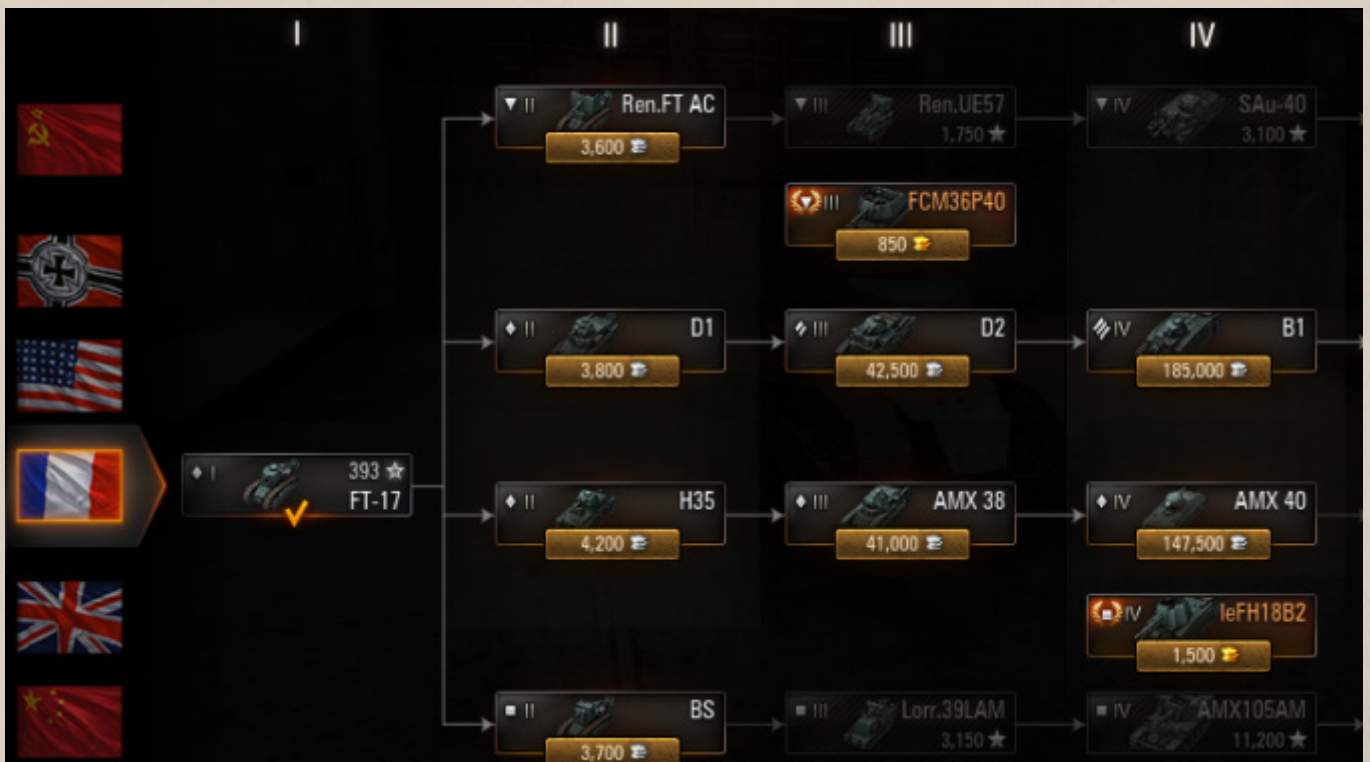 I II III IV
II Ren.FT AC
3,600
III Ren.UE57
1,750
IV SAu-40
3,100
III FCM36P40
850
II D1
3,800
III D2
42,500
IV B1
185,000
I 393
FT-17
II H35
4,200
III AMX 38
41,000
IV AMX 40
147,500
IV leFH18B2
1,500
II BS
3,700
III Lorr.39LAM
3,150
IV AMX105AM
11,200